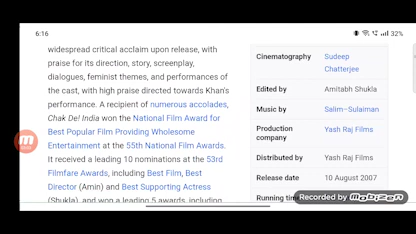 6:16
32%
widespread critical acclaim upon release, with
praise for its direction, story, screenplay,
dialogues, feminist themes, and performances of
the cast, with high praise directed towards Khan's
performance. A recipient of numerous accolades,
Chak De! India won the National Film Award for
Best Popular Film Providing Wholesome
Entertainment at the 55th National Film Awards.
It received a leading 10 nominations at the 53rd
Filmfare Awards, including Best Film, Best
Director (Amin) and Best Supporting Actress
(Shukla), and won a leading 5 awards, including
Cinematography Sudeep
Chatterjee
Edited by Amitabh Shukla
Music by Salim–Sulaiman
Production Yash Raj Films
company
Distributed by Yash Raj Films
Release date 10 August 2007
Running time
Recorded by Mobizen